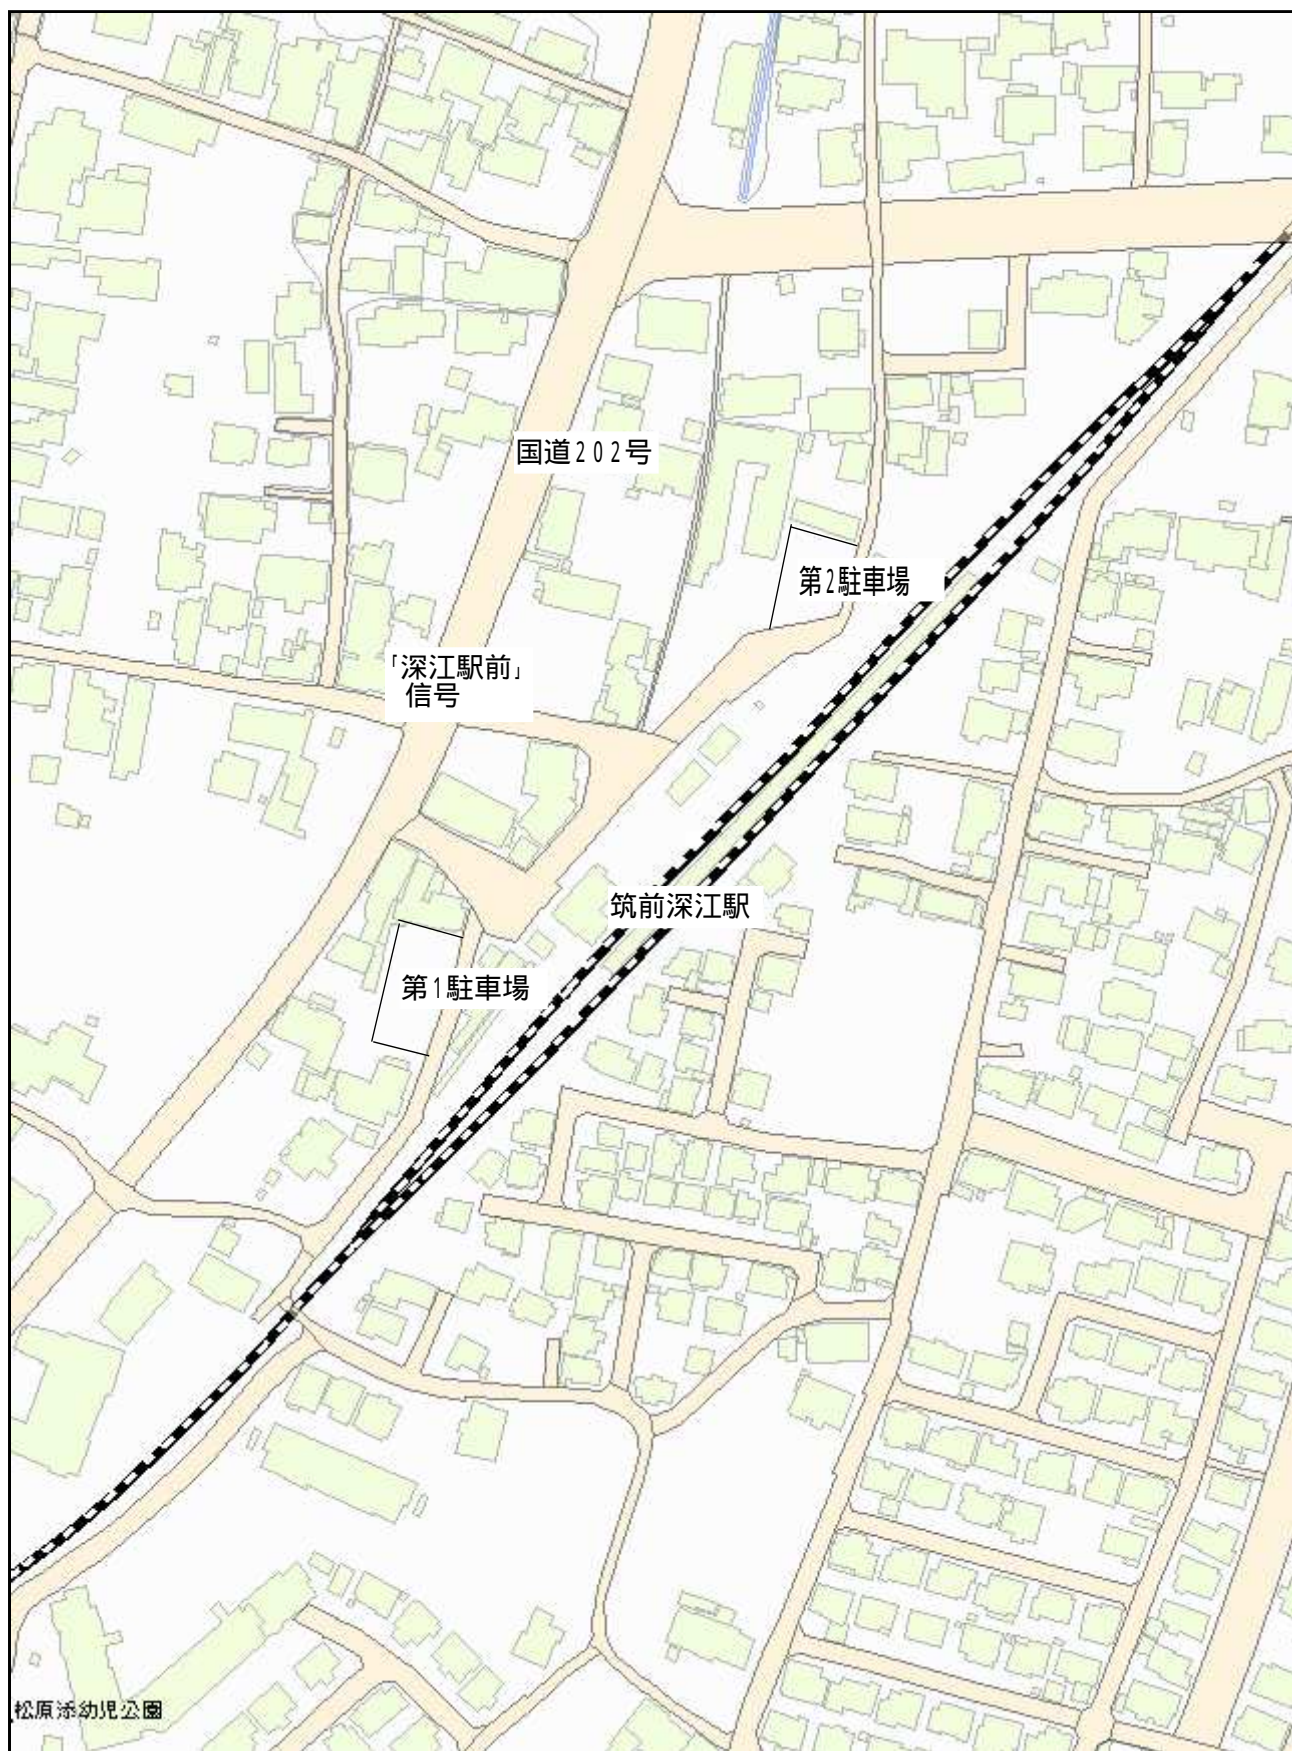 国道202号
第2駐車場
「深江駅前」
信号
筑前深江駅
第1駐車場
松原添幼児公園